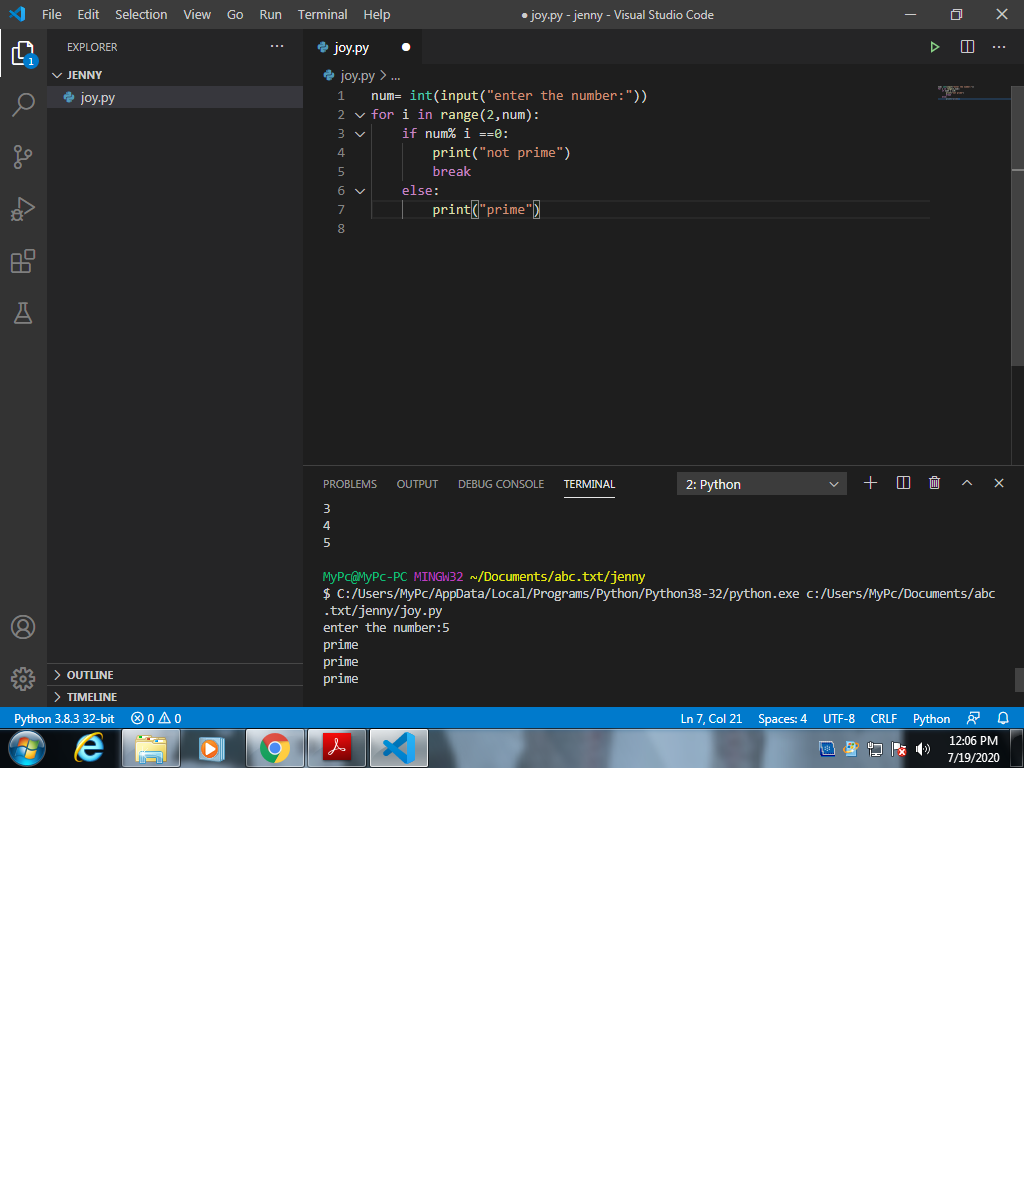 File Edit Selection View Go Run Terminal Help
● joy.py - jenny - Visual Studio Code
1
EXPLORER
JENNY
joy.py
OUTLINE
TIMELINE
joy.py
joy.py > ...
1 num= int(input("enter the number:"))
2 for i in range(2,num):
3 if num% i ==0:
4 print("not prime")
5 break
6 else:
7 print("prime")
8
PROBLEMS OUTPUT DEBUG CONSOLE TERMINAL 2: Python
3
4
5
MyPc@MyPc-PC MINGW32 ~/Documents/abc.txt/jenny
$ C:/Users/MyPc/AppData/Local/Programs/Python/Python38-32/python.exe c:/Users/MyPc/Documents/abc
.txt/jenny/joy.py
enter the number:5
prime
prime
prime
Python 3.8.3 32-bit 0 0 Ln 7, Col 21 Spaces: 4 UTF-8 CRLF Python
12:06 PM
7/19/2020